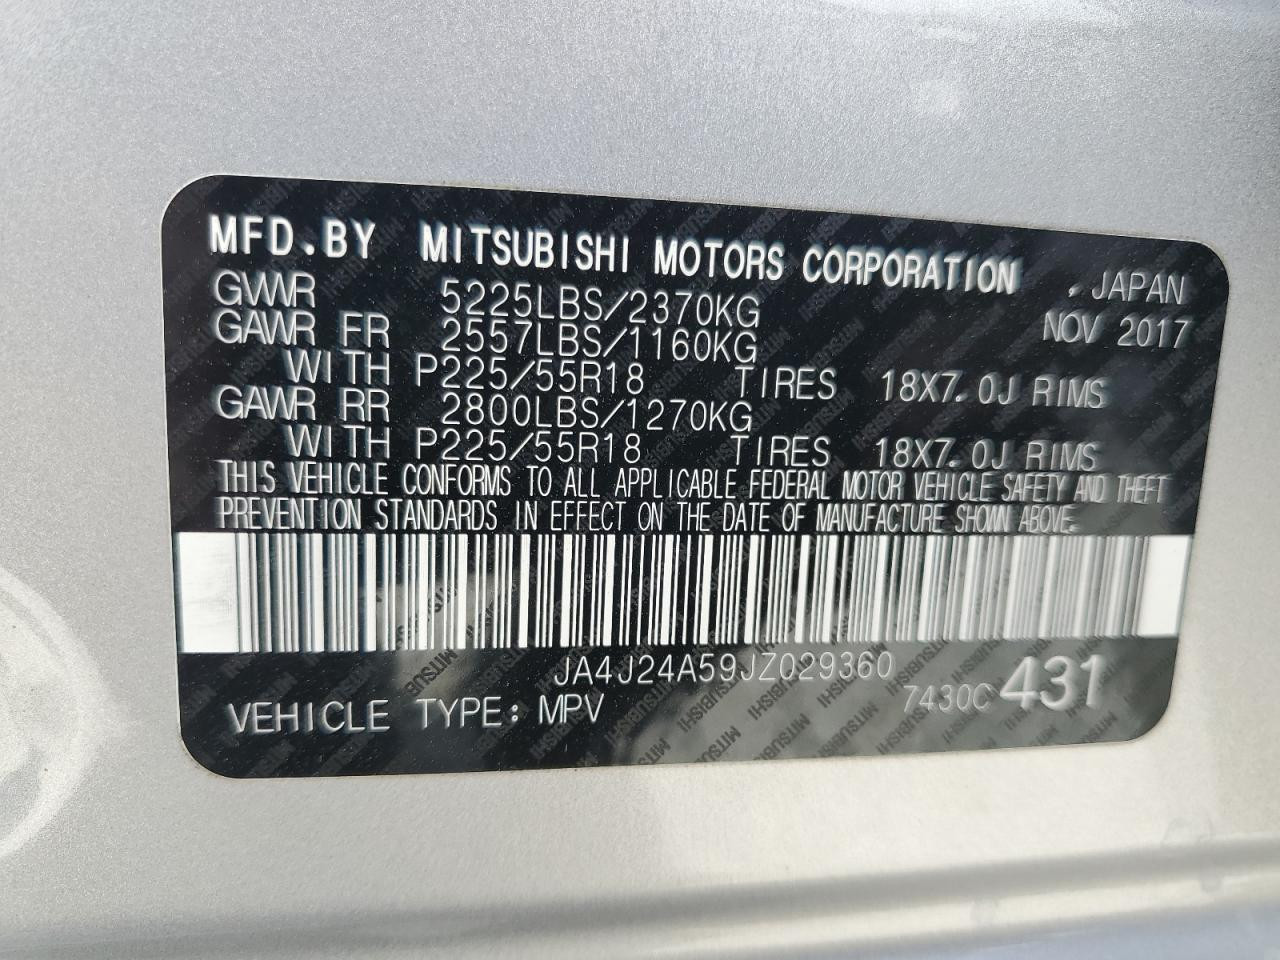 MFD.BY MITSUBISHI MOTORS CORPORATION , JAPAN
GVWR 5225LBS/2370KG NOV 2017
GAWR FR 2557LBS/1160KG
WITH P225/55R18 TIRES 18X7.0J RIMS
GAWR RR 2800LBS/1270KG
WITH P225/55R18 TIRES 18X7.0J RIMS
THIS VEHICLE CONFORMS TO ALL APPLICABLE FEDERAL MOTOR VEHICLE SAFETY AND THEFT
PREVENTION STANDARDS IN EFFECT ON THE DATE OF MANUFACTURE SHOWN ABOVE.
JA4J24A59JZ029360
VEHICLE TYPE: MPV 7430C 431